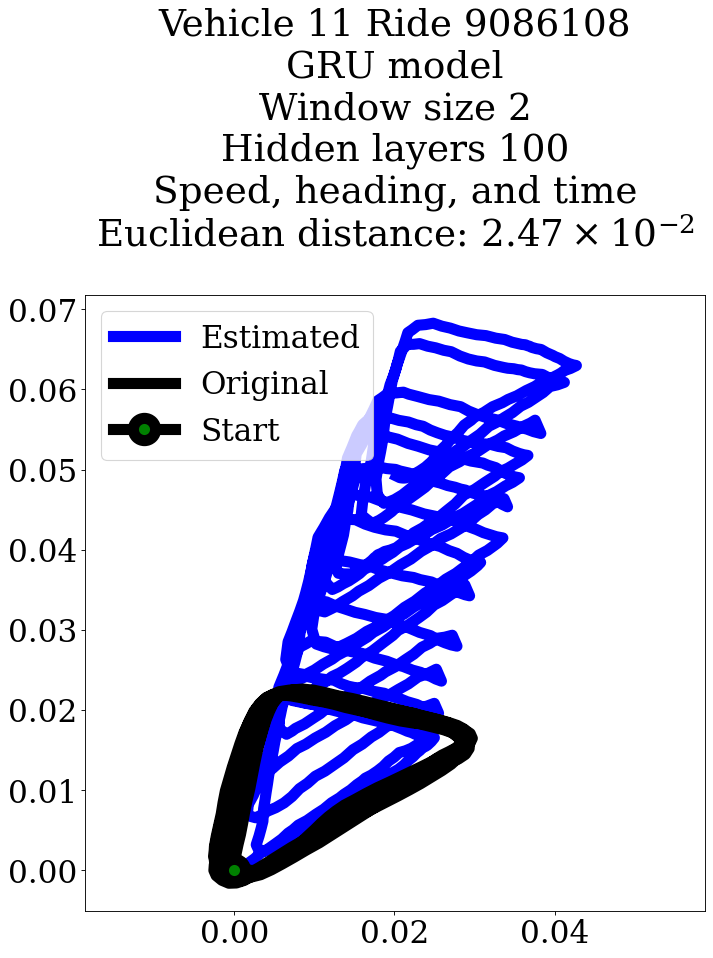 Vehicle 11 Ride 9086108
GRU model
Window size 2
Hidden layers 100
Speed, heading, and time
Euclidean distance: 2.47 × 10⁻²
Estimated
Original
Start
0.07
0.06
0.05
0.04
0.03
0.02
0.01
0.00
0.00 0.02 0.04